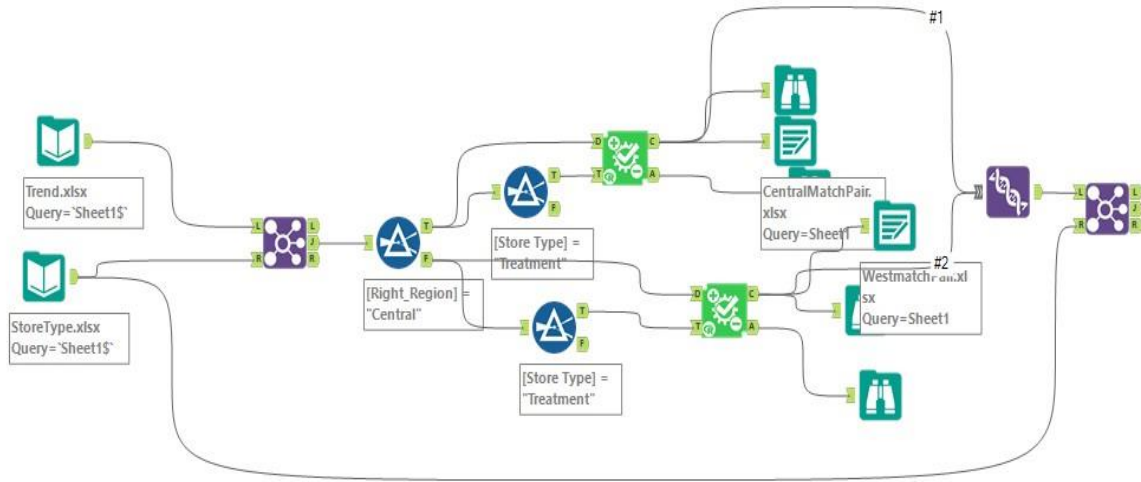 #1
D
C
T
A
T
F
L
J
R
L
R
Trend.xlsx
Query=`Sheet1$`
CentralMatchPair.
xlsx
Query=Sheet1
L
R
L
J
R
T
F
[Store Type] =
"Treatment"
#2
[Right_Region] =
"Central"
D
C
T
A
sx
Query=Sheet1
StoreType.xlsx
Query=`Sheet1$`
T
F
[Store Type] =
"Treatment"